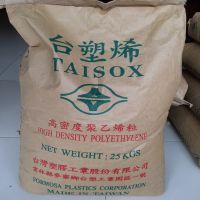 台塑烯
TAISOX
高密度聚乙烯粒
HIGH DENSITY POLYETHYLENE
NET WEIGHT: 25 KGS
台灣塑膠工業股份有限公司
FORMOSA PLASTICS CORPORATION
MADE IN TAIWAN